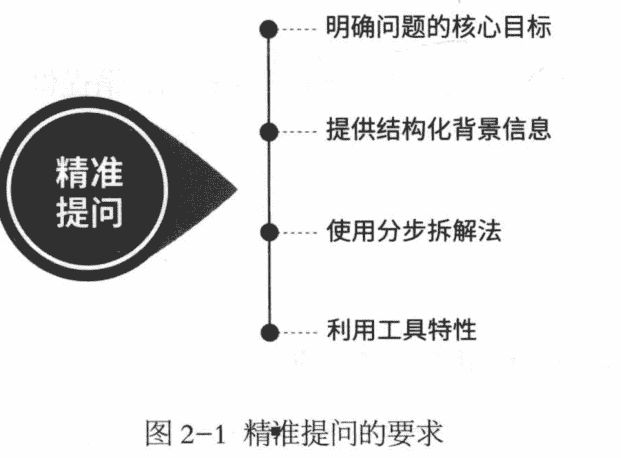 精准
提问
明确问题的核心目标
提供结构化背景信息
使用分步拆解法
利用工具特性
图 2-1 精准提问的要求